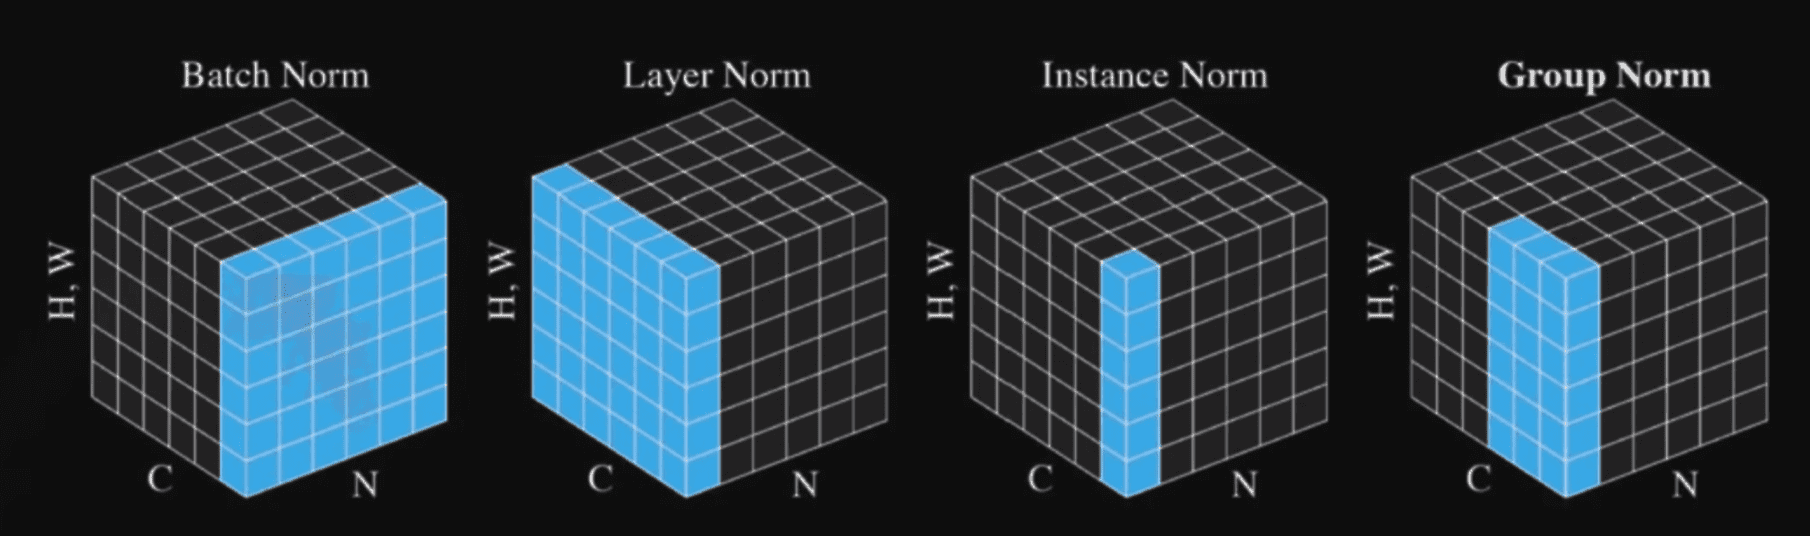 Batch Norm
Layer Norm
Instance Norm
Group Norm
H, W
C
N
H, W
C
N
H, W
C
N
H, W
C
N